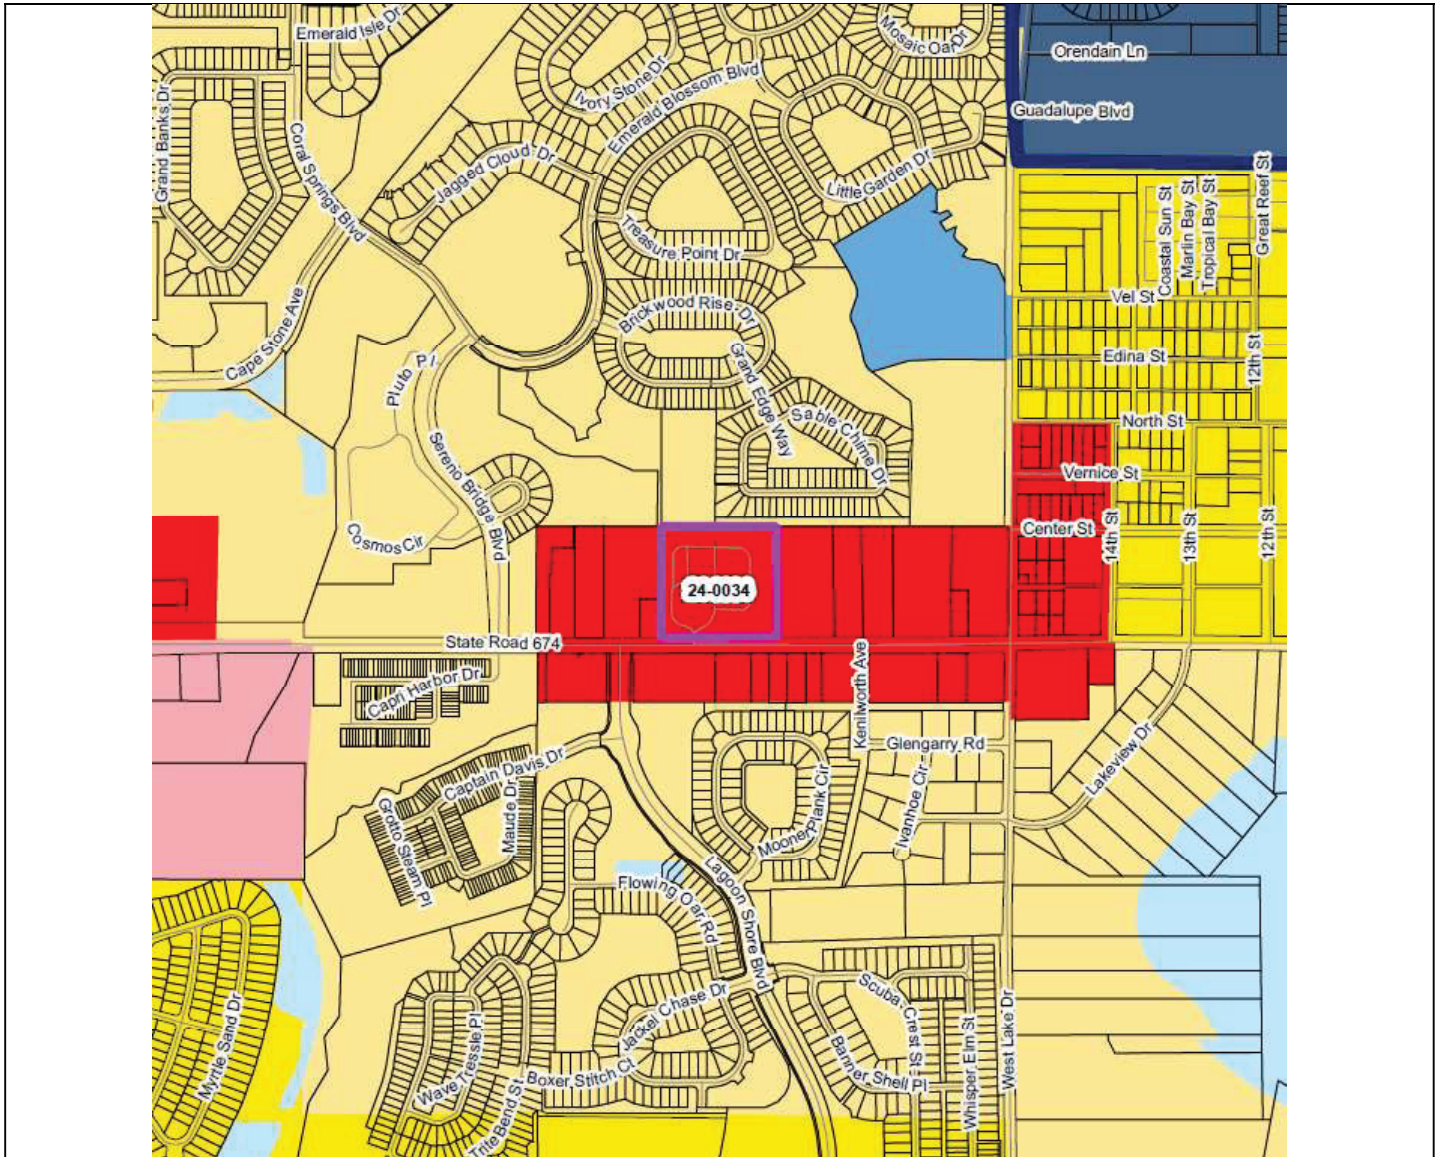 Emerald Isle Dr
Mosaic Oar Dr
Orendain Ln
Ivory Stone Dr
Emerald Blossom Blvd
Guadalupe Blvd
Grand Banks Dr
Coral Springs Blvd
Jagged Cloud Dr
Little Garden Dr
Great Reef St
Coastal Sun St
Marlin Bay St
Tropical Bay St
Treasure Point Dr
Vel St
Brickwood Rise Dr
Cape Stone Ave
Edina St
12th St
Pluto Pl
Grand Edge Way
Sable Chime Dr
North St
Sereno Bridge Blvd
Vernice St
Cosmos Cir
Center St
14th St
13th St
12th St
24-0034
State Road 674
Kenilworth Ave
Capri Harbor Dr
Glengarry Rd
Lakeview Dr
Captain Davis Dr
Maude Dr
Grotto Steam Pl
Mooner Plank Cir
Ivanhoe Cir
Lagoon Shore Blvd
Flowing Oar Rd
Jackel Chase Dr
Scuba Crest St
Myrtle Sand Dr
Wave Tressle Pl
Boxer Stitch Ct
Banner Shell Pl
Whisper Elm St
West Lake Dr
Trite Bend St